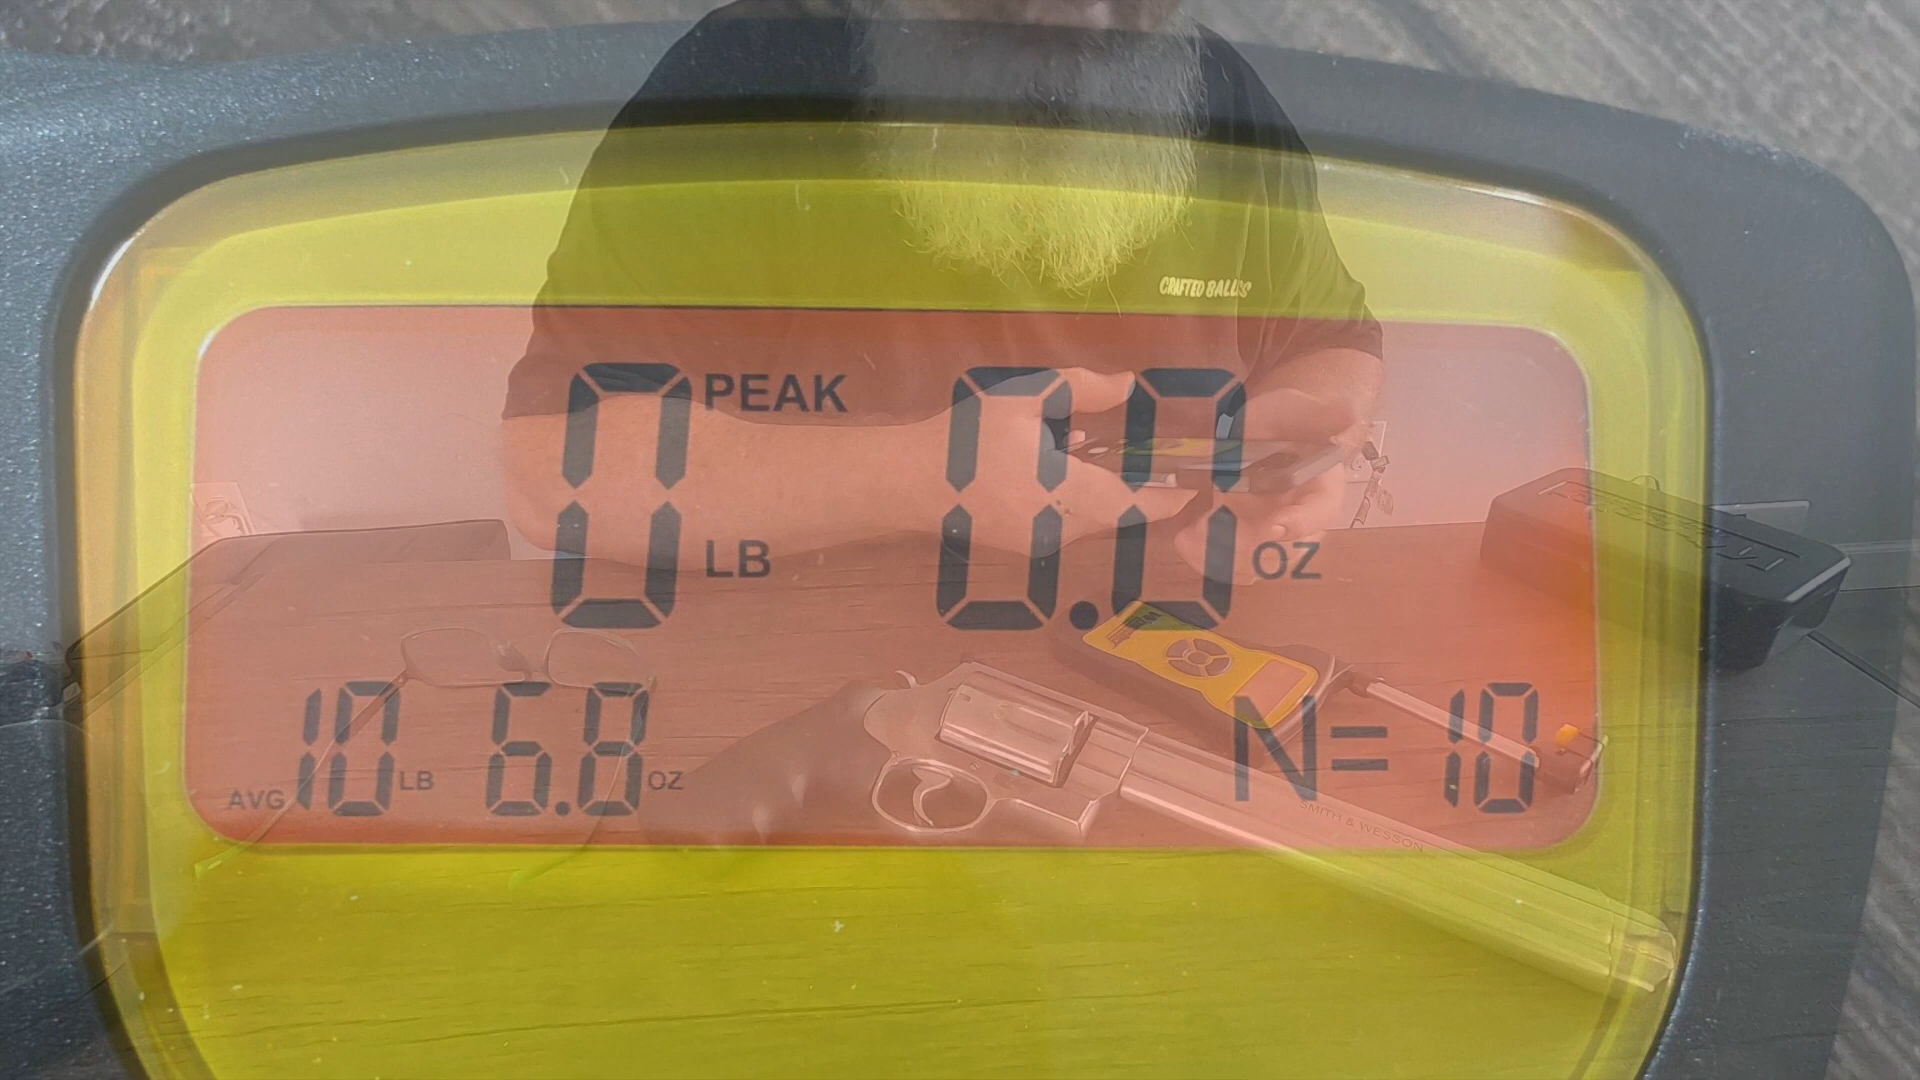 CRAFTED BALLS
0 PEAK 0.0
LB OZ
AVG 10 LB 6.8 OZ N= 10
SMITH & WESSON